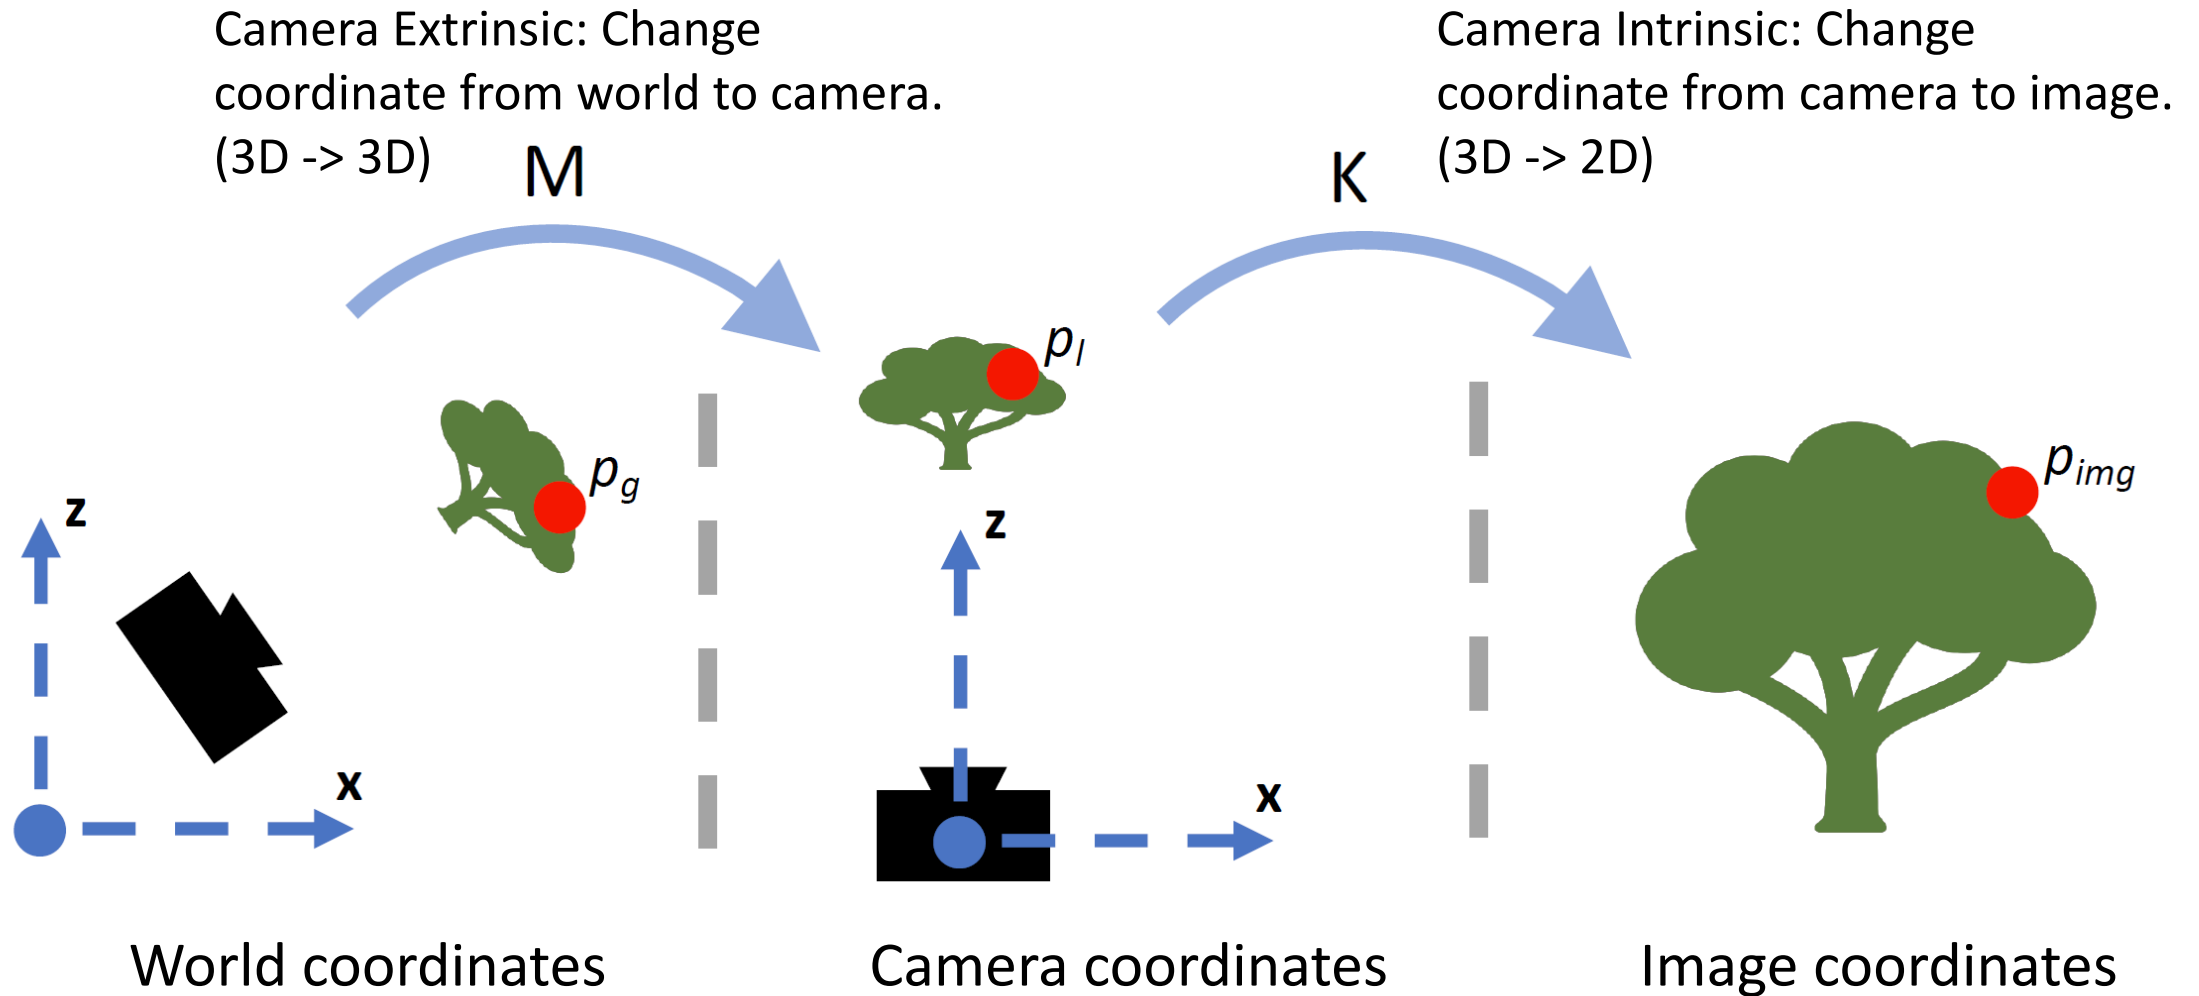 Camera Extrinsic: Change
coordinate from world to camera.
(3D -> 3D)
M
Camera Intrinsic: Change
coordinate from camera to image.
(3D -> 2D)
K
p_g
z
x
World coordinates
p_l
z
x
Camera coordinates
p_img
Image coordinates